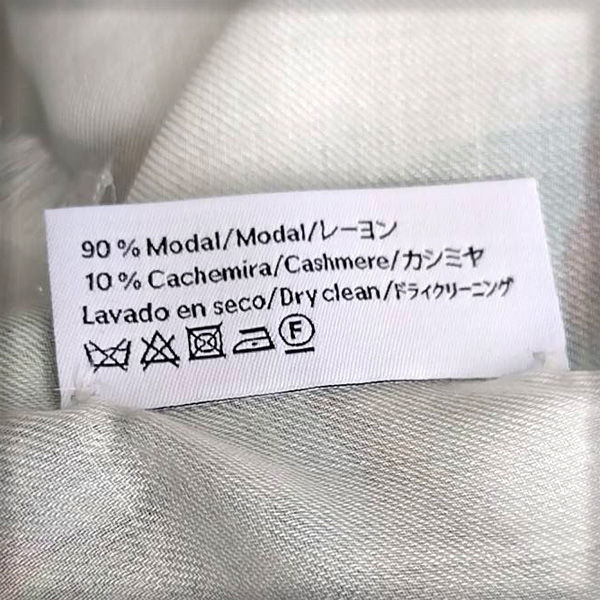 90 % Modal/Modal/レーヨン
10 % Cachemira/Cashmere/カシミヤ
Lavado en seco/Dry clean/ドライクリーニング
F